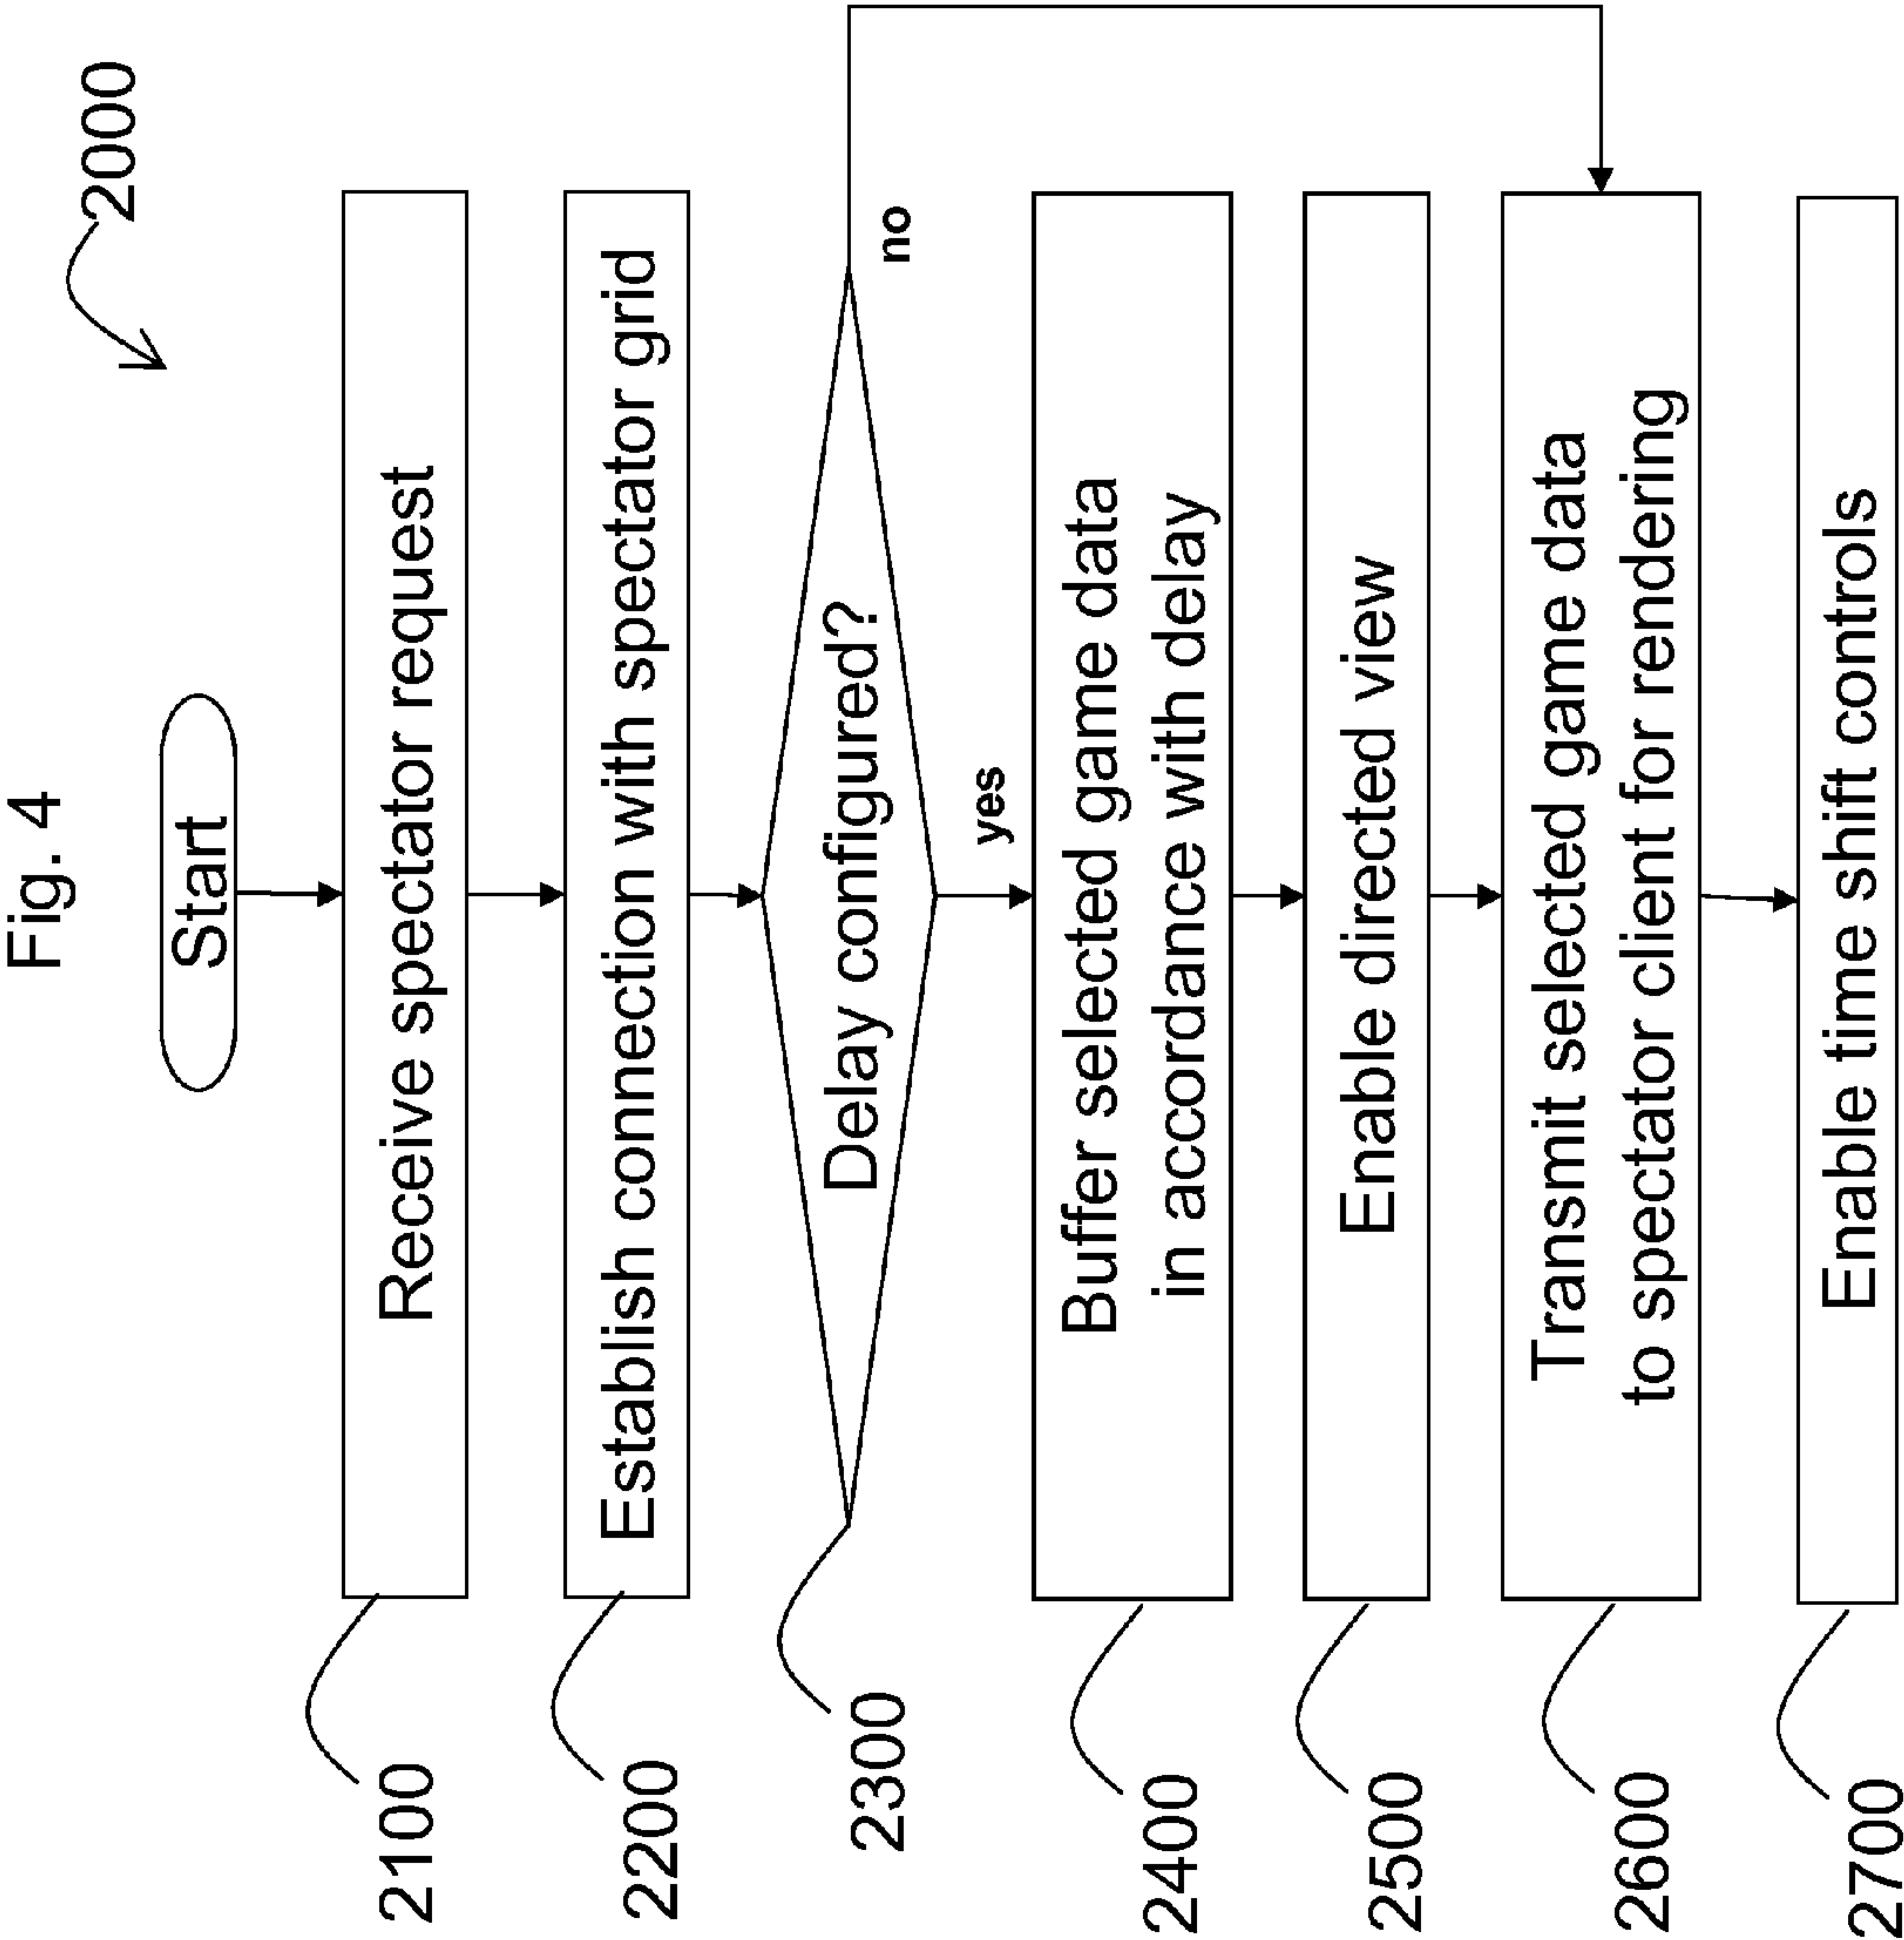 Fig. 4
2000
Start
2100
Receive spectator request
2200
Establish connection with spectator grid
2300
Delay configured?
no
yes
2400
Buffer selected game data
in accordance with delay
2500
Enable directed view
2600
Transmit selected game data
to spectator client for rendering
2700
Enable time shift controls